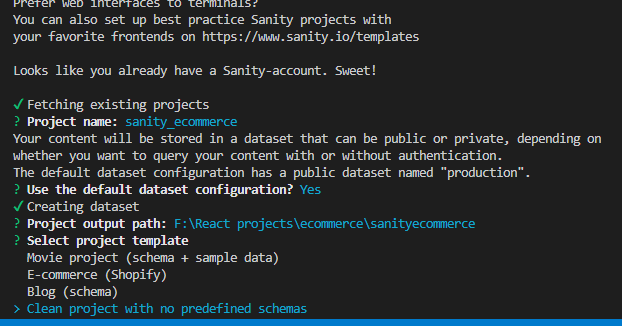 Prefer web interfaces to terminals?
You can also set up best practice Sanity projects with
your favorite frontends on https://www.sanity.io/templates
Looks like you already have a Sanity-account. Sweet!
✓ Fetching existing projects
? Project name: sanity_ecommerce
Your content will be stored in a dataset that can be public or private, depending on
whether you want to query your content with or without authentication.
The default dataset configuration has a public dataset named "production".
? Use the default dataset configuration? Yes
✓ Creating dataset
? Project output path: F:\React projects\ecommerce\sanityecommerce
? Select project template
Movie project (schema + sample data)
E-commerce (Shopify)
Blog (schema)
> Clean project with no predefined schemas